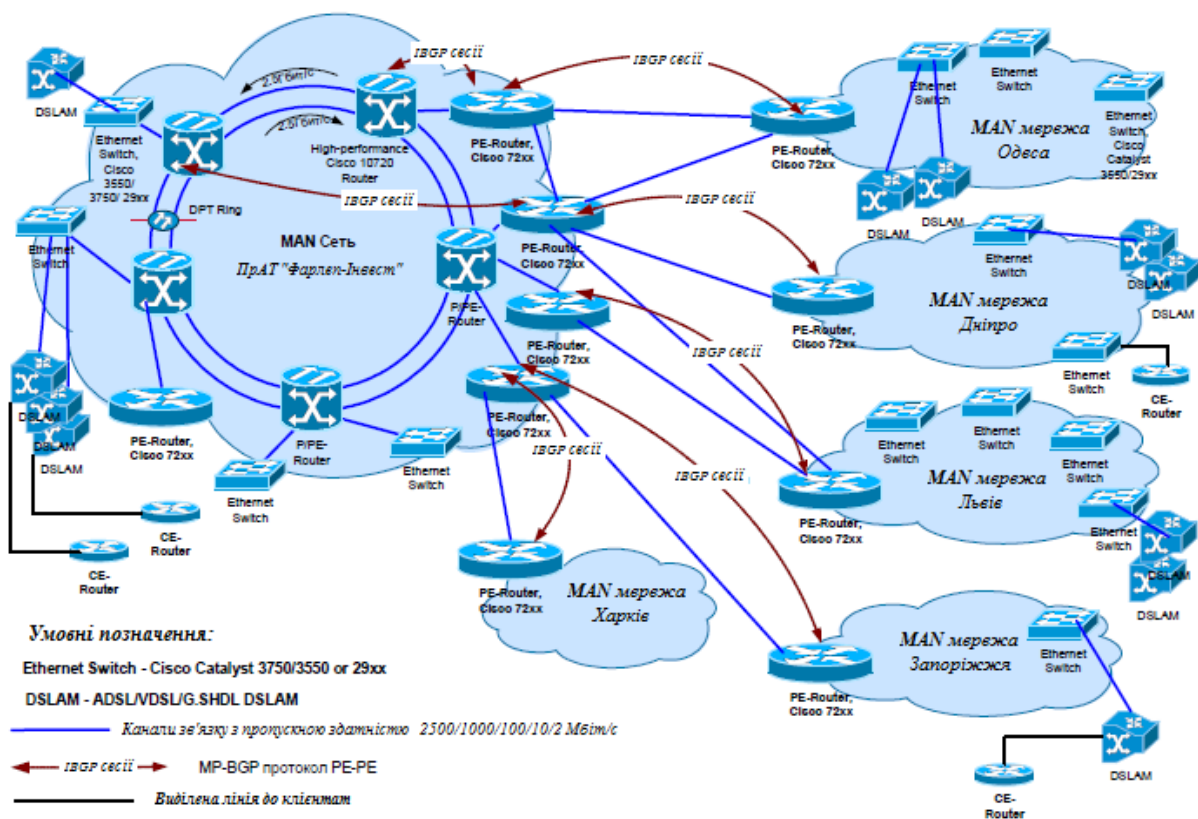 IBGP сесії
IBGP сесії
2.5Гбит/с
2.5Гбит/с
DSLAM
Ethernet
Switch,
Cisco
3550/
3750/ 29xx
High-performance
Cisco 10720
Router
PE-Router,
Cisco 72xx
PE-Router,
Cisco 72xx
Ethernet
Switch
Ethernet
Switch
Ethernet
Switch,
Cisco
Catalyst
3550/29xx
MAN мережа
Одеса
DSLAM
DSLAM
IBGP сесії
IBGP сесії
DPT Ring
Ethernet
Switch
MAN Сеть
ПрАТ "Фарлеп-Інвест"
PE-Router,
Cisco 72xx
P/PE-
Router
Ethernet
Switch
MAN мережа
Дніпро
DSLAM
PE-Router,
Cisco 72xx
PE-Router,
Cisco 72xx
IBGP сесії
Ethernet
Switch
CE-
Router
DSLAM
DSLAM
DSLAM
PE-Router,
Cisco 72xx
P/PE-
Router
Ethernet
Switch
Ethernet
Switch
PE-Router,
Cisco 72xx
IBGP сесії
IBGP сесії
Ethernet
Switch
Ethernet
Switch
Ethernet
Switch
MAN мережа
Львів
PE-Router,
Cisco 72xx
Ethernet
Switch
DSLAM
CE-
Router
CE-
Router
PE-Router,
Cisco 72xx
MAN мережа
Харків
MAN мережа
Запоріжжя
Ethernet
Switch
PE-Router,
Cisco 72xx
DSLAM
CE-
Router
Умовні позначення:
Ethernet Switch - Cisco Catalyst 3750/3550 or 29xx
DSLAM - ADSL/VDSL/G.SHDL DSLAM
Канали зв'язку з пропускною здатністю 2500/1000/100/10/2 Мбіт/с
IBGP сесії MP-BGP протокол PE-PE
Виділена лінія до клієнтат